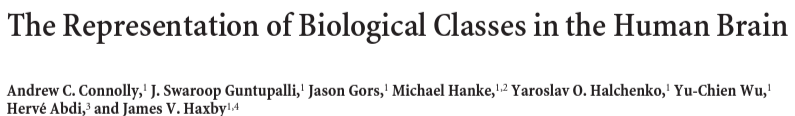 The Representation of Biological Classes in the Human Brain
Andrew C. Connolly,¹ J. Swaroop Guntupalli,¹ Jason Gors,¹ Michael Hanke,¹,² Yaroslav O. Halchenko,¹ Yu-Chien Wu,¹
Hervé Abdi,³ and James V. Haxby¹,⁴